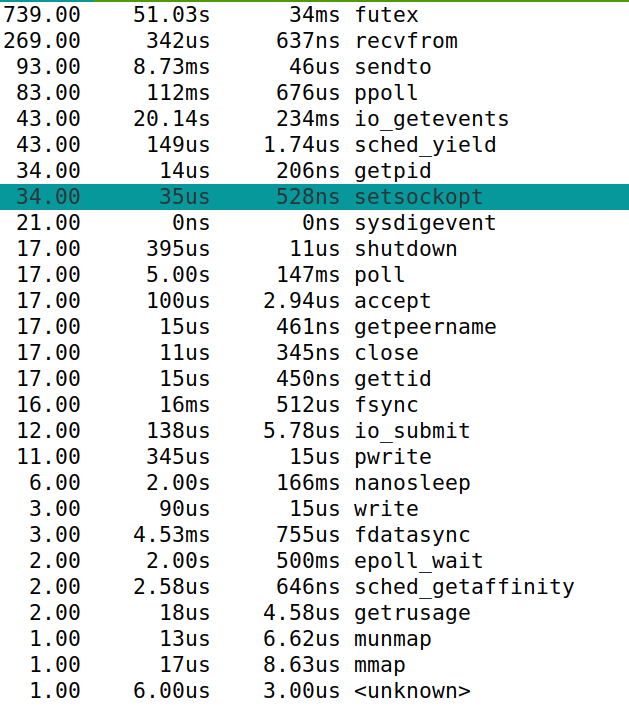 739.00 51.03s 34ms futex
269.00 342us 637ns recvfrom
93.00 8.73ms 46us sendto
83.00 112ms 676us ppoll
43.00 20.14s 234ms io_getevents
43.00 149us 1.74us sched_yield
34.00 14us 206ns getpid
34.00 35us 528ns setsockopt
21.00 0ns 0ns sysdigevent
17.00 395us 11us shutdown
17.00 5.00s 147ms poll
17.00 100us 2.94us accept
17.00 15us 461ns getpeername
17.00 11us 345ns close
17.00 15us 450ns gettid
16.00 16ms 512us fsync
12.00 138us 5.78us io_submit
11.00 345us 15us pwrite
6.00 2.00s 166ms nanosleep
3.00 90us 15us write
3.00 4.53ms 755us fdatasync
2.00 2.00s 500ms epoll_wait
2.00 2.58us 646ns sched_getaffinity
2.00 18us 4.58us getrusage
1.00 13us 6.62us munmap
1.00 17us 8.63us mmap
1.00 6.00us 3.00us <unknown>